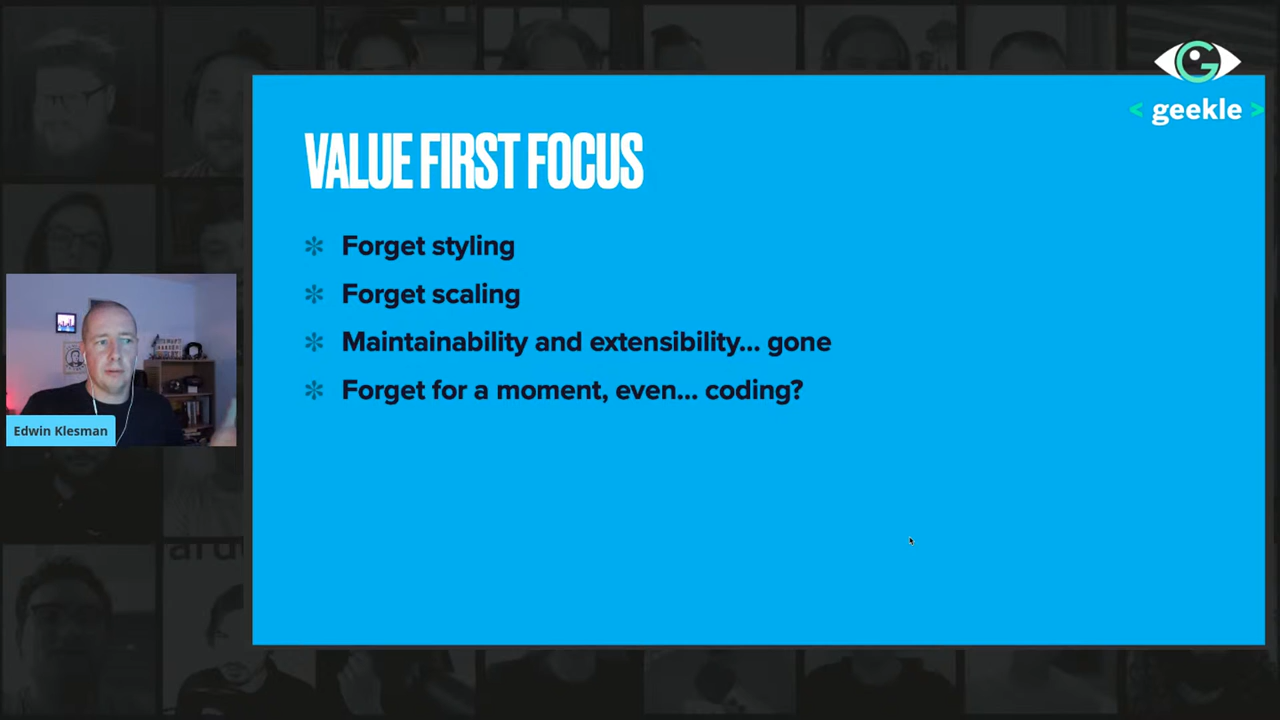 < geekle >
VALUE FIRST FOCUS
✻ Forget styling
✻ Forget scaling
✻ Maintainability and extensibility... gone
✻ Forget for a moment, even... coding?
Edwin Klesman